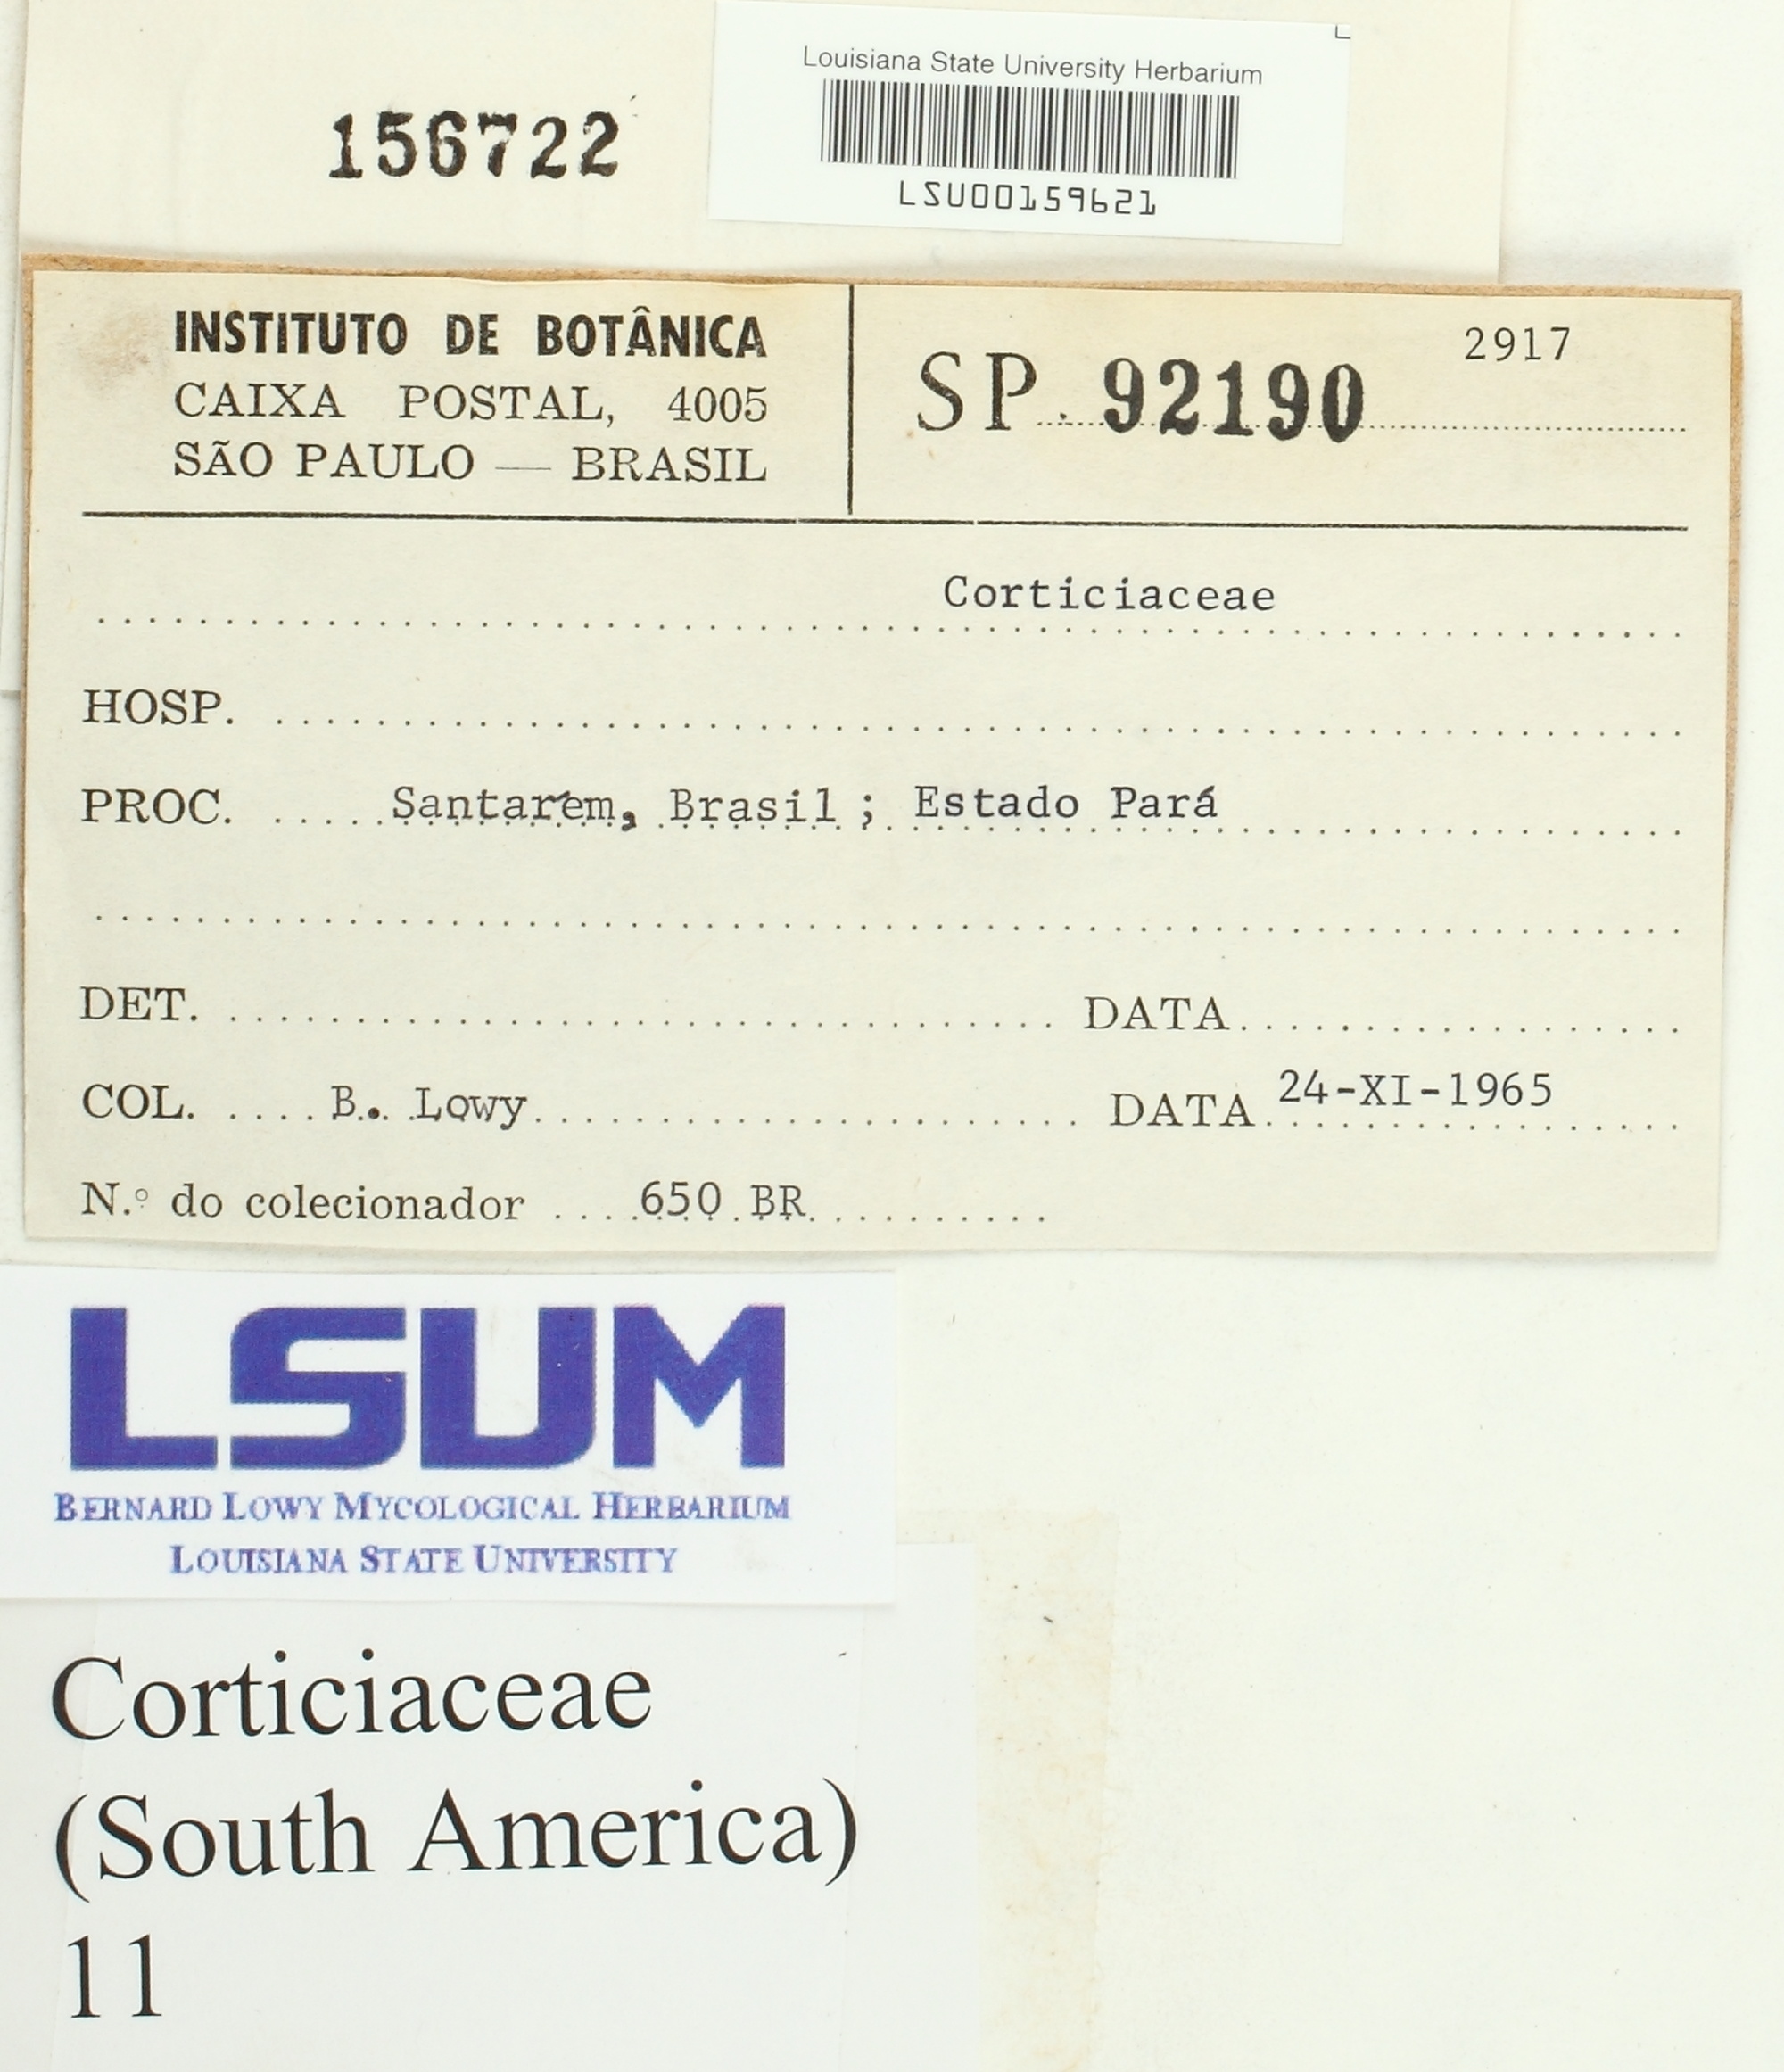 Louisiana State University Herbarium
156722
LSU00159621
INSTITUTO DE BOTÂNICA
CAIXA POSTAL, 4005
SÃO PAULO — BRASIL
2917
SP. 92190
Corticiaceae
HOSP.
PROC. Santarém, Brasil; Estado Pará
DET. DATA
COL. B. Lowy DATA 24-XI-1965
N.º do colecionador 650 BR
LSUM
BERNARD LOWY MYCOLOGICAL HERBARIUM
LOUISIANA STATE UNIVERSITY
Corticiaceae
(South America)
11